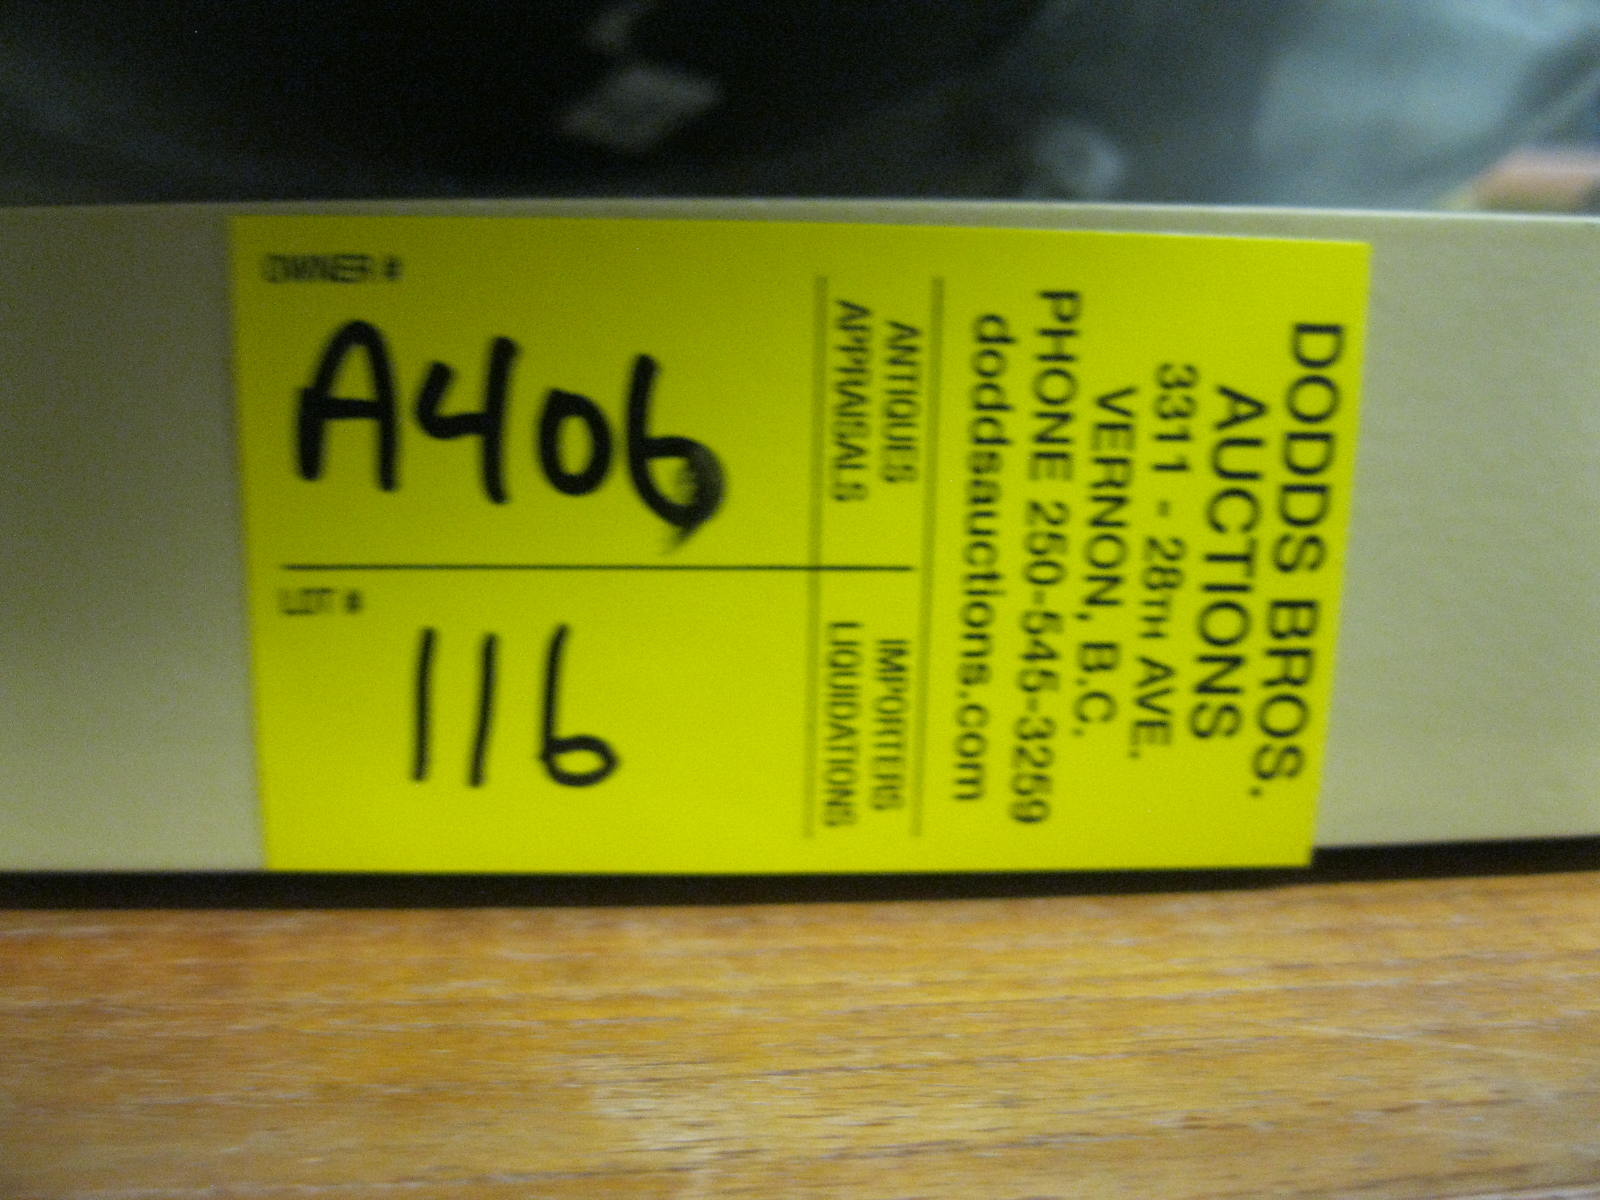 DODDS BROS.
AUCTIONS
3311 - 28TH AVE.
VERNON, B.C.
PHONE 250-545-3259
doddsauctions.com
ANTIQUES IMPORTERS
APPRAISALS LIQUIDATIONS
OWNER #
A406
LOT #
116